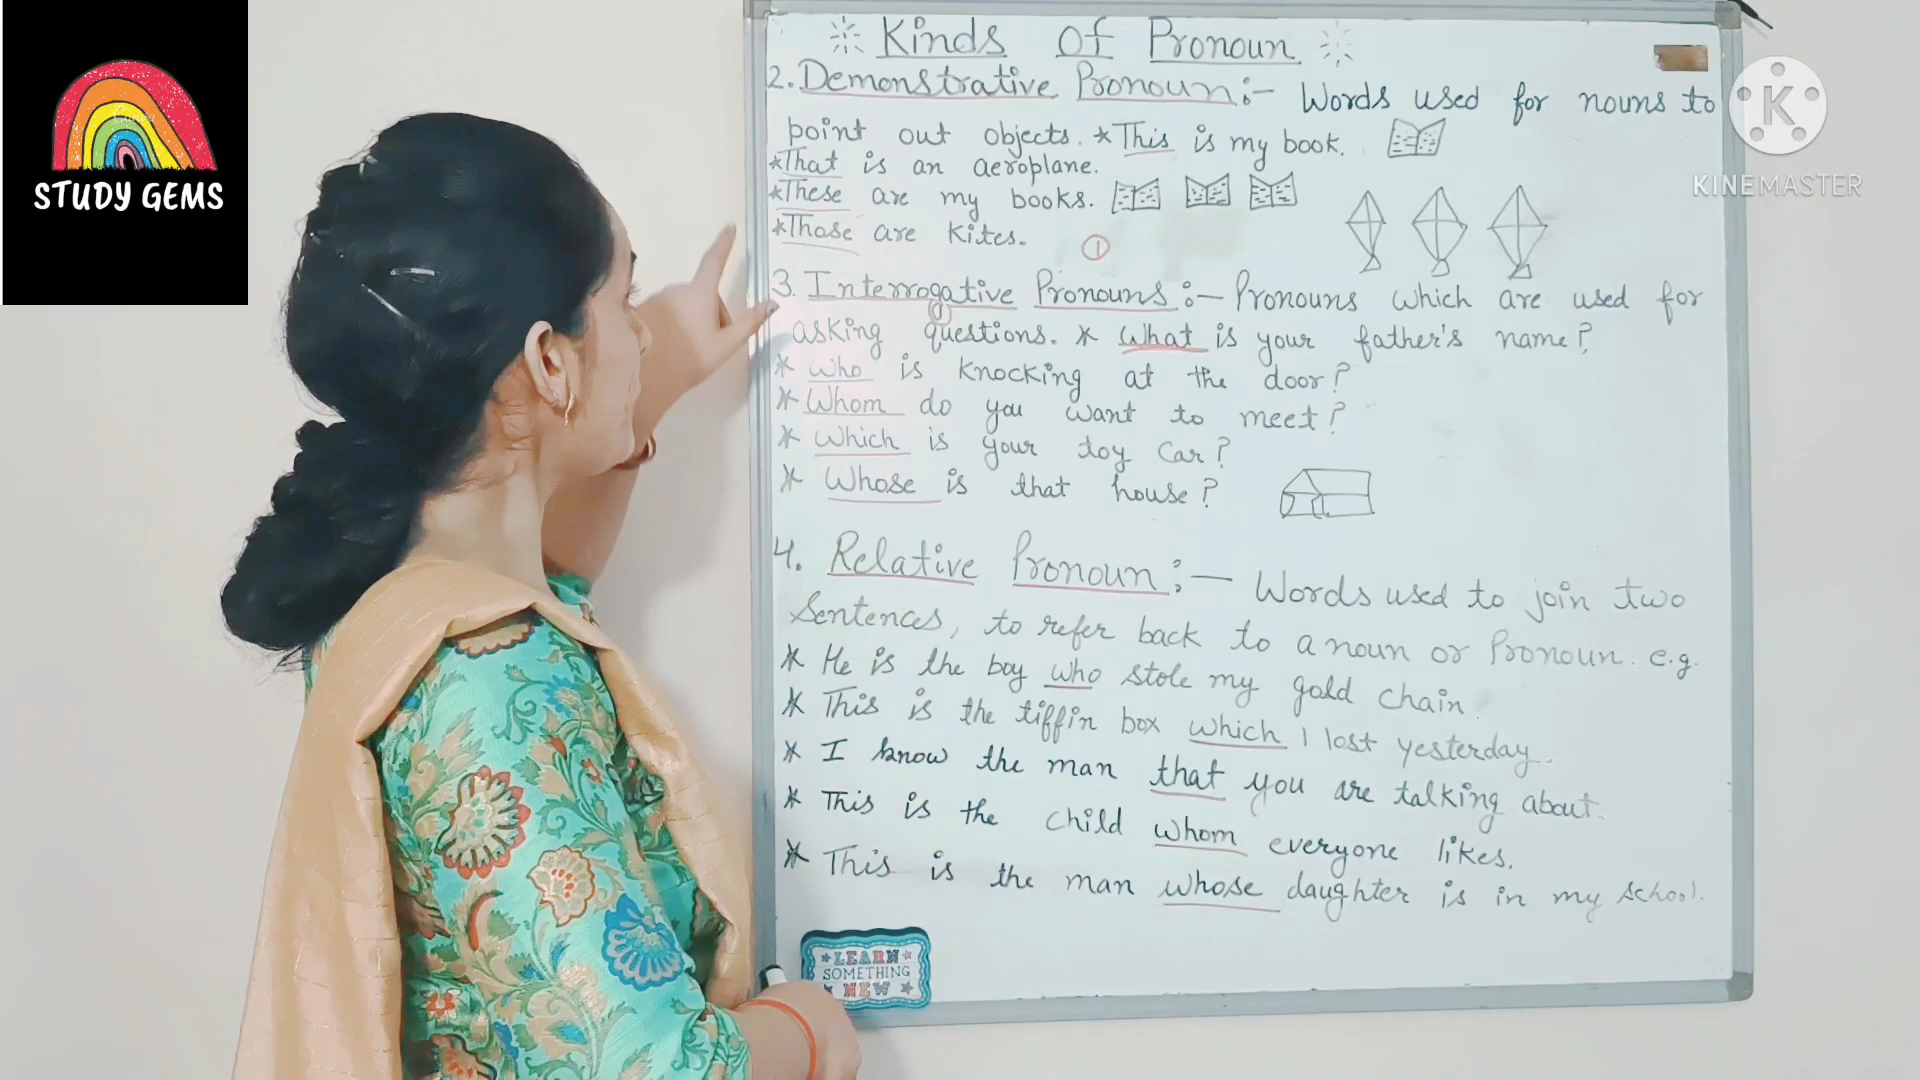 STUDY GEMS
Kinds Of Pronoun
2. Demonstrative Pronoun :- Words used for nouns to
point out objects. * This is my book.
* That is an aeroplane.
* These are my books.
* Those are Kites.
①
3. Interrogative Pronouns :- Pronouns which are used for
asking questions. * What is your father's name?
* Who is knocking at the door?
* Whom do you want to meet?
* Which is your toy car?
* Whose is that house?
4. Relative Pronoun :- Words used to join two
Sentences, to refer back to a noun or Pronoun. e.g.
* He is the boy who stole my gold chain.
* This is the tiffin box which I lost yesterday.
* I know the man that you are talking about.
* This is the child whom everyone likes.
* This is the man whose daughter is in my school.
LEARN
SOMETHING
NEW
K
KINEMASTER